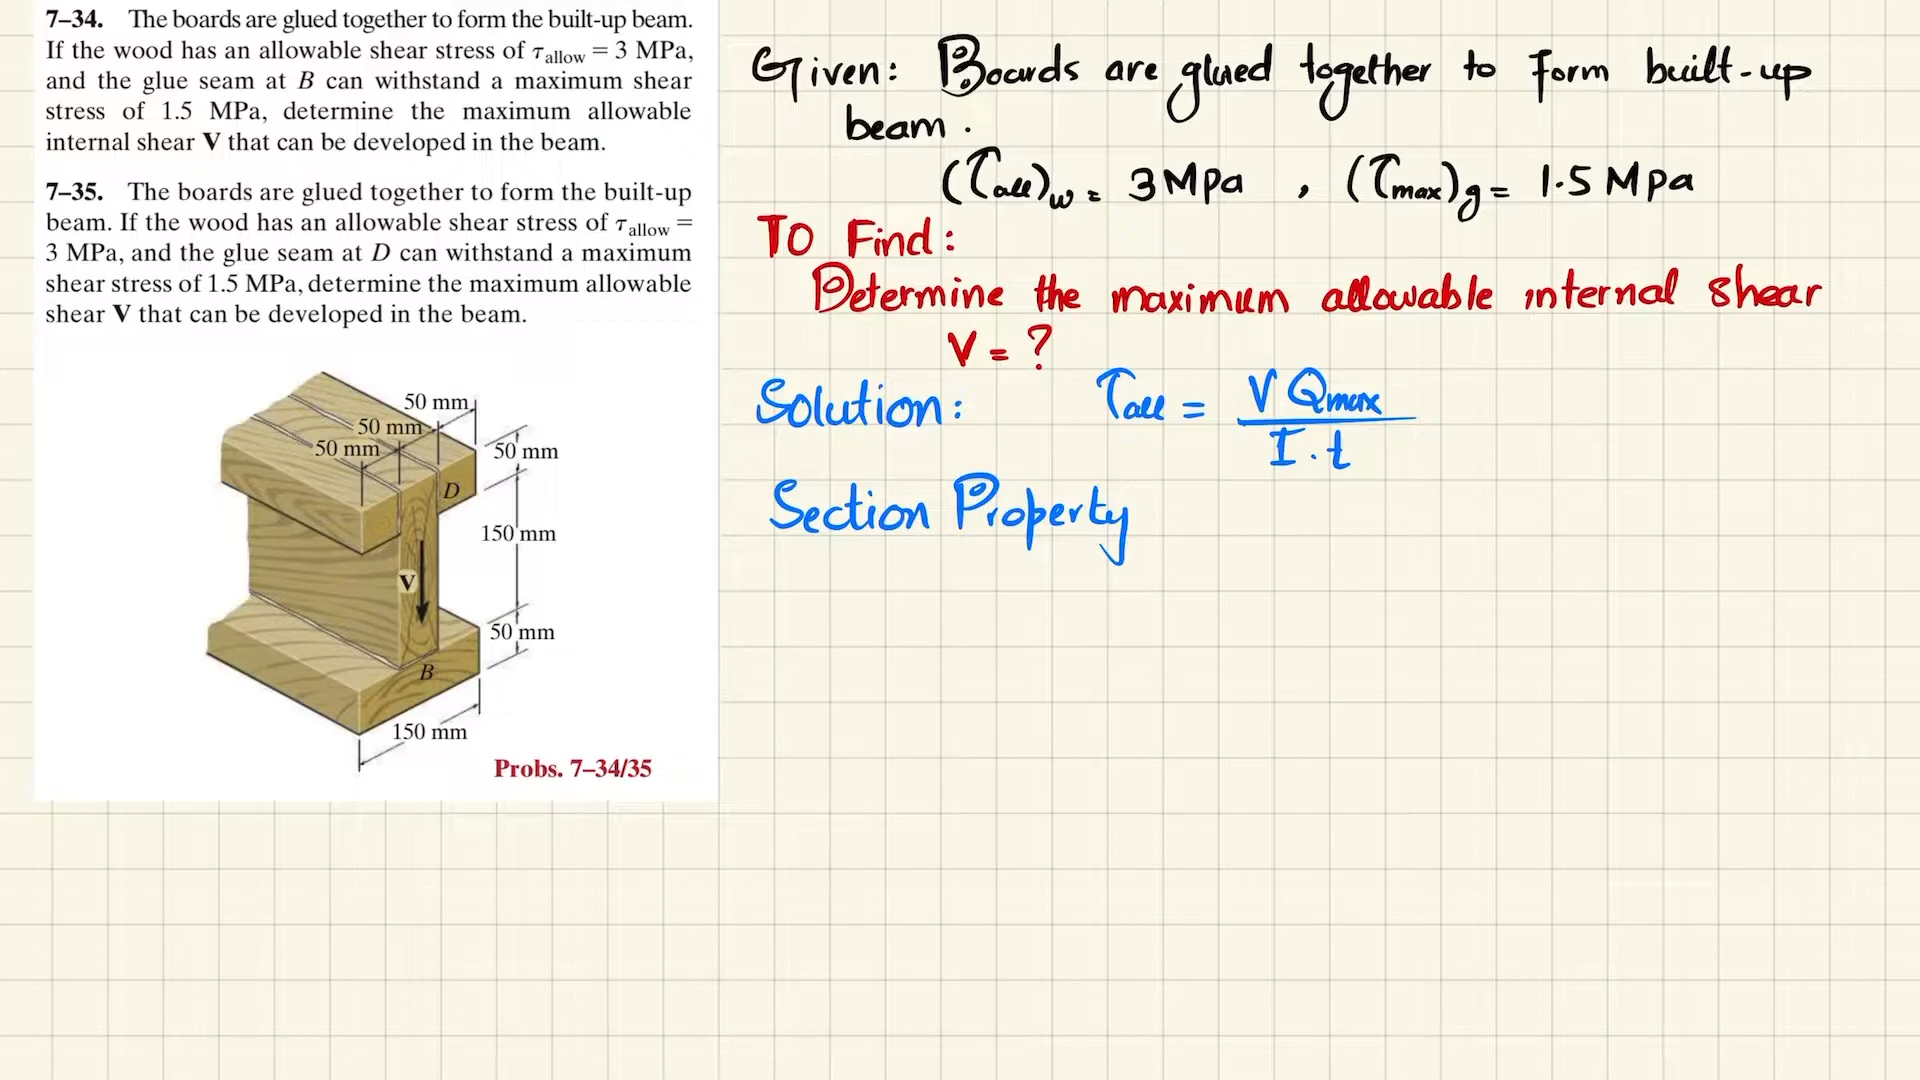 7–34. The boards are glued together to form the built-up beam.
If the wood has an allowable shear stress of τallow = 3 MPa,
and the glue seam at B can withstand a maximum shear
stress of 1.5 MPa, determine the maximum allowable
internal shear V that can be developed in the beam.
7–35. The boards are glued together to form the built-up
beam. If the wood has an allowable shear stress of τallow =
3 MPa, and the glue seam at D can withstand a maximum
shear stress of 1.5 MPa, determine the maximum allowable
shear V that can be developed in the beam.
50 mm
50 mm
50 mm
50 mm
D
150 mm
V
50 mm
B
150 mm
Probs. 7–34/35
Given: Boards are glued together to form built-up
beam.
(τall)w = 3 MPa , (τmax)g = 1.5 MPa
To Find:
Determine the maximum allowable internal shear
V = ?
Solution: τall = V Qmax / I . t
Section Property